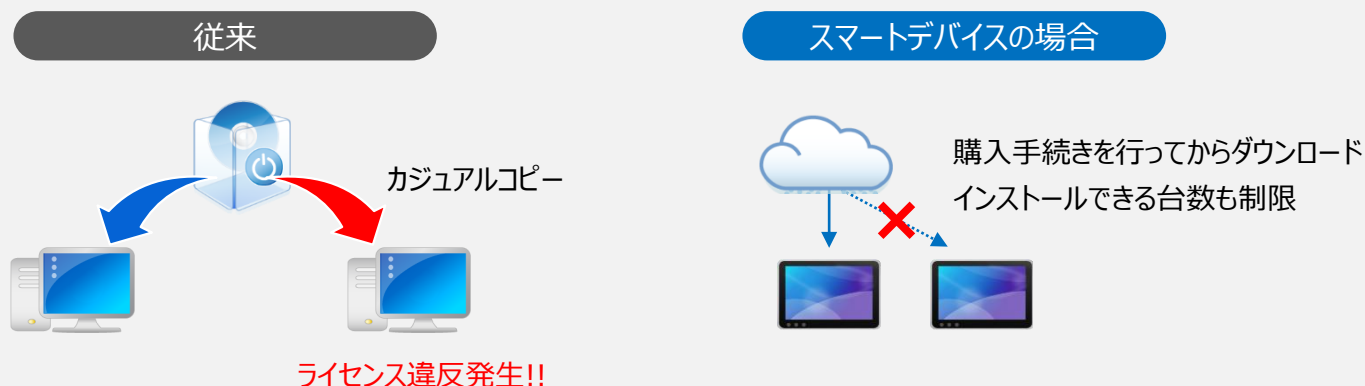 従来
カジュアルコピー
ライセンス違反発生!!
スマートデバイスの場合
購入手続きを行ってからダウンロード
インストールできる台数も制限